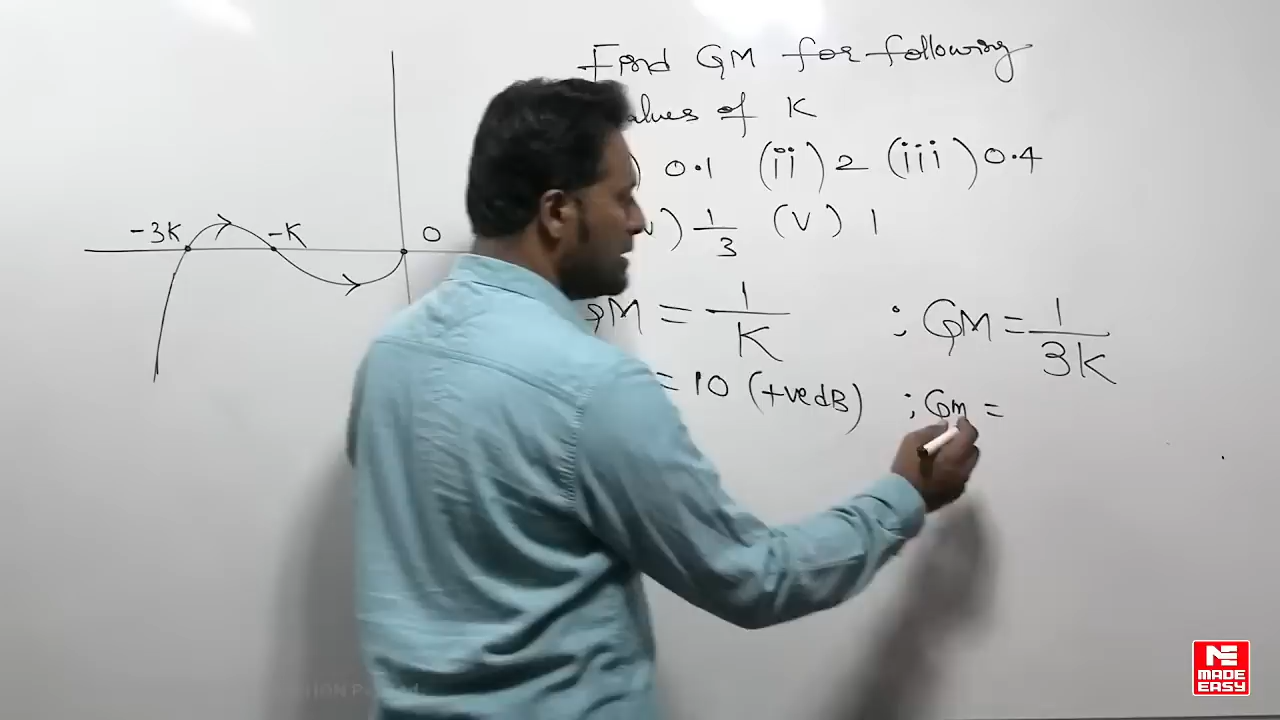 Find GM for following
values of K
) 0.1 (ii) 2 (iii) 0.4
) 1/3 (v) 1
-3K -K 0
GM = 1/K ; GM = 1/3K
= 10 (+ve dB) ; GM =
MADE
EASY